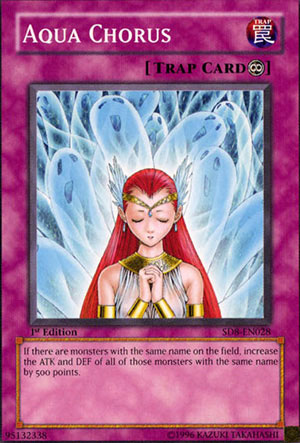 AQUA CHORUS
TRAP
罠
[TRAP CARD]
1st Edition
SD8-EN028
If there are monsters with the same name on the field, increase
the ATK and DEF of all of those monsters with the same name
by 500 points.
95132338
©1996 KAZUKI TAKAHASHI